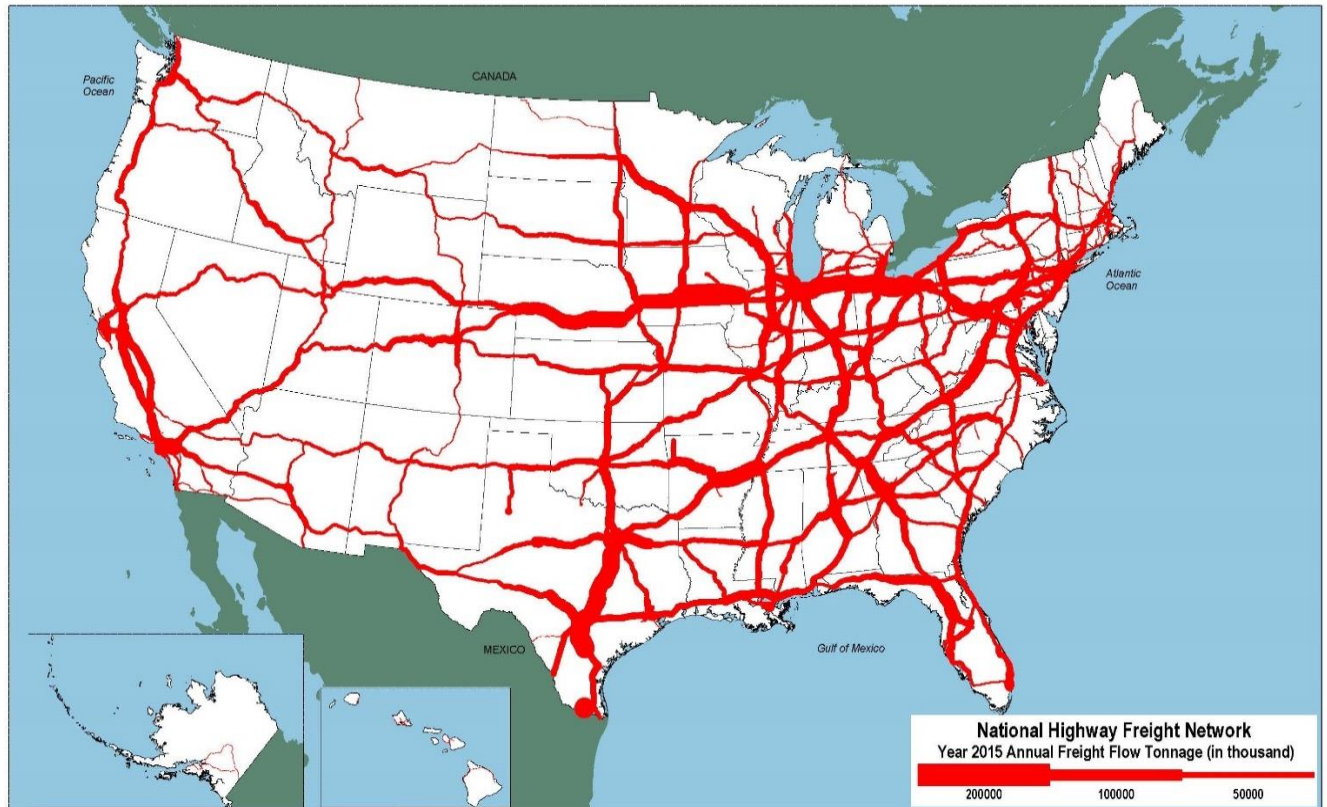 CANADA
Pacific
Ocean
Atlantic
Ocean
MEXICO
Gulf of Mexico
National Highway Freight Network
Year 2015 Annual Freight Flow Tonnage (in thousand)
200000 100000 50000